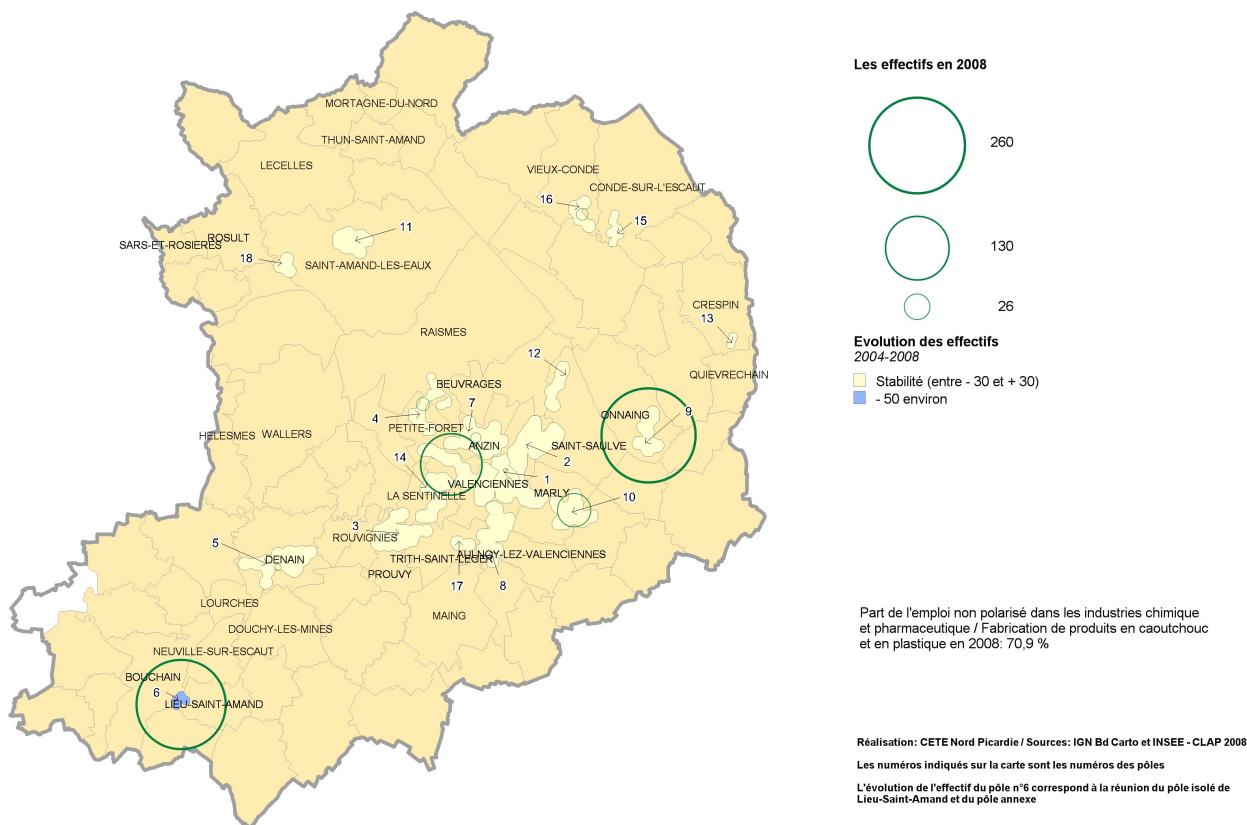 MORTAGNE-DU-NORD
THUN-SAINT-AMAND
LECELLES
VIEUX-CONDE
CONDE-SUR-L'ESCAUT
16
15
11
ROSULT
SARS-ET-ROSIERES
18
SAINT-AMAND-LES-EAUX
CRESPIN
13
RAISMES
12
QUIEVRECHAIN
BEUVRAGES
7
4
ONNAING
9
PETITE-FORET
HELESMES
WALLERS
ANZIN
SAINT-SAULVE
14
2
1
VALENCIENNES
LA SENTINELLE
MARLY
10
3
ROUVIGNIES
5
DENAIN
TRITH-SAINT-LEGER
AULNOY-LEZ-VALENCIENNES
PROUVY
17
8
LOURCHES
MAING
DOUCHY-LES-MINES
NEUVILLE-SUR-ESCAUT
BOUCHAIN
6
LIEU-SAINT-AMAND
Les effectifs en 2008
260
130
26
Evolution des effectifs
2004-2008
Stabilité (entre - 30 et + 30)
- 50 environ
Part de l'emploi non polarisé dans les industries chimique
et pharmaceutique / Fabrication de produits en caoutchouc
et en plastique en 2008: 70,9 %
Réalisation: CETE Nord Picardie / Sources: IGN Bd Carto et INSEE - CLAP 2008
Les numéros indiqués sur la carte sont les numéros des pôles
L'évolution de l'effectif du pôle n°6 correspond à la réunion du pôle isolé de
Lieu-Saint-Amand et du pôle annexe